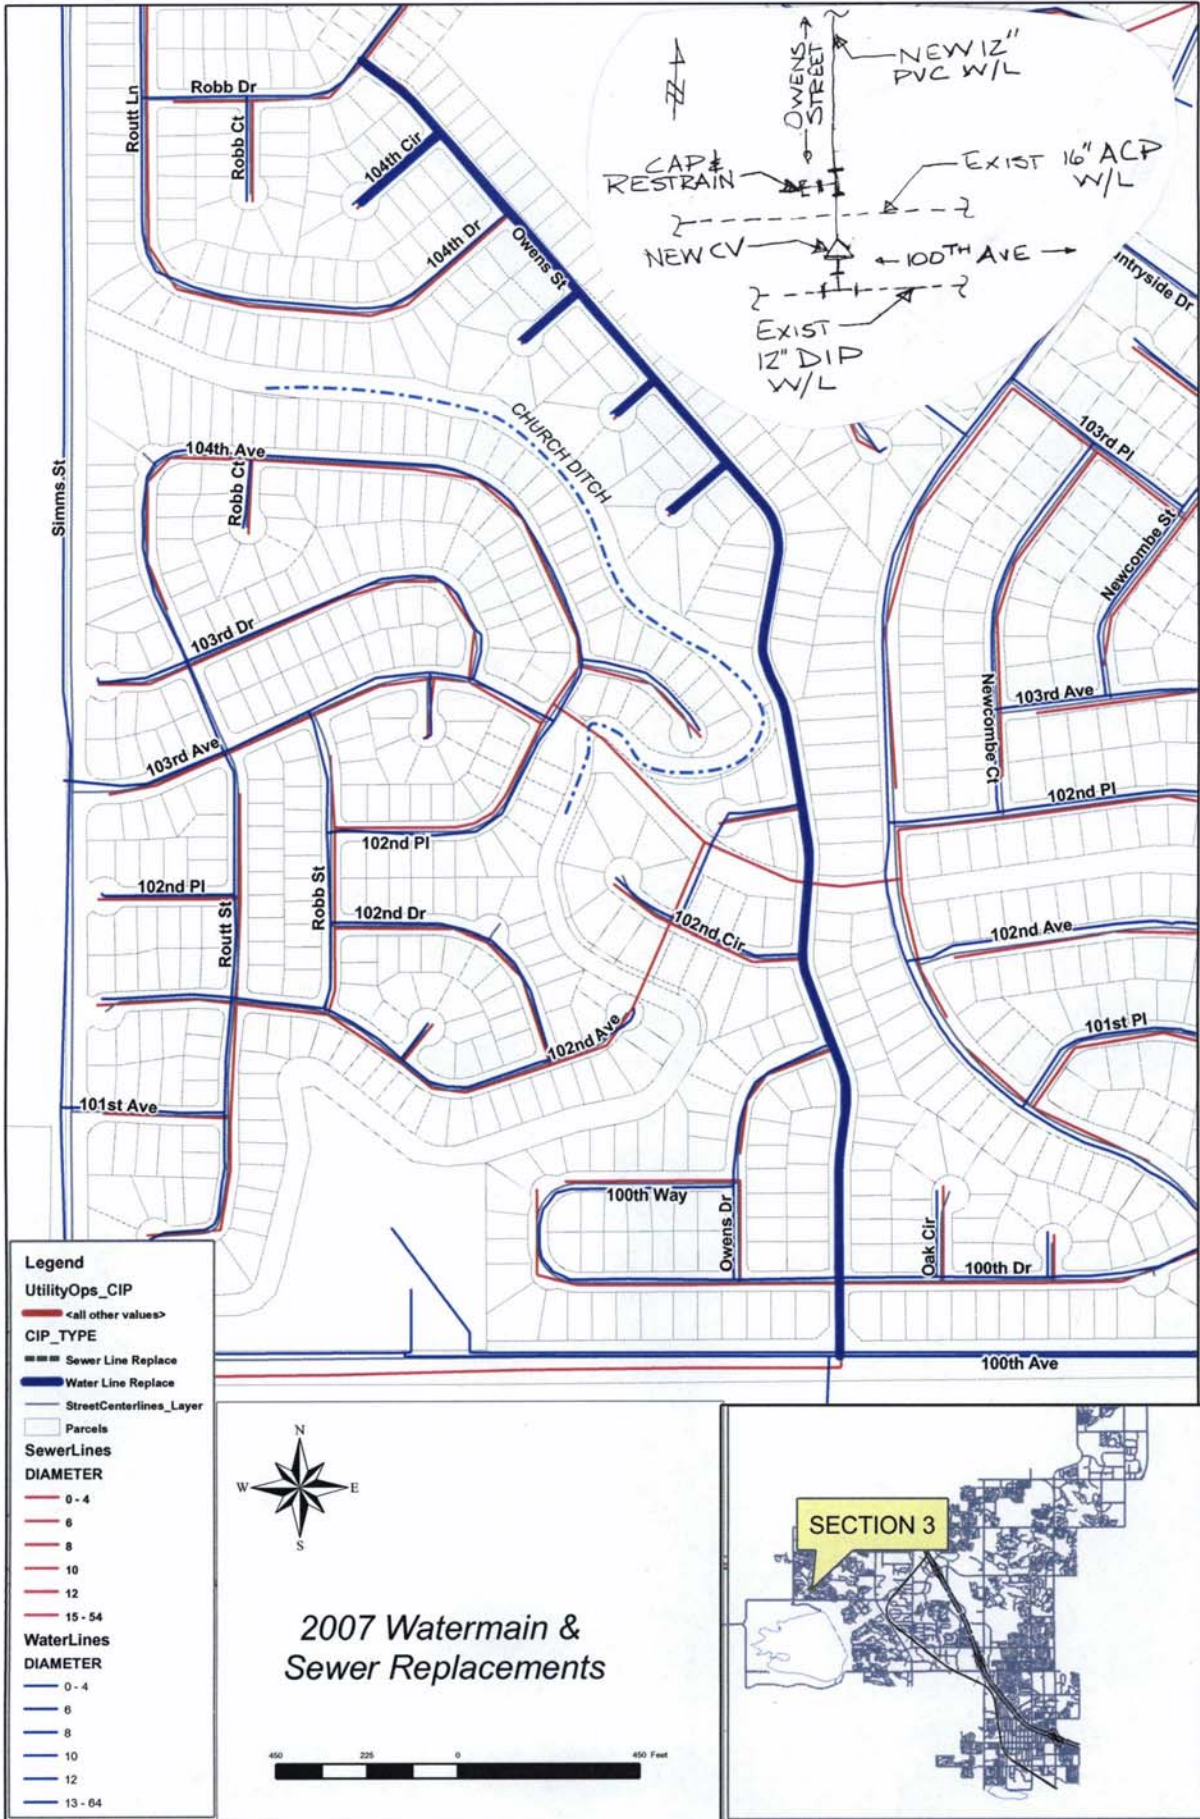 OWENS
STREET
NEW 12"
PVC W/L
CAP &
RESTRAIN
EXIST 16" ACP
W/L
NEW CV
100TH AVE
EXIST
12" DIP
W/L
Routt Ln
Robb Dr
Robb Ct
104th Cir
104th Dr
Owens St
untryside Dr
CHURCH DITCH
103rd Pl
Simms St
104th Ave
Robb Ct
Newcombe St
103rd Dr
Newcombe Ct
103rd Ave
103rd Ave
102nd Pl
102nd Pl
102nd Pl
Routt St
Robb St
102nd Dr
102nd Cir
102nd Ave
102nd Ave
101st Pl
101st Ave
100th Way
Owens Dr
Oak Cir
100th Dr
100th Ave
Legend
UtilityOps_CIP
<all other values>
CIP_TYPE
Sewer Line Replace
Water Line Replace
StreetCenterlines_Layer
Parcels
SewerLines
DIAMETER
0 - 4
6
8
10
12
15 - 54
WaterLines
DIAMETER
0 - 4
6
8
10
12
13 - 64
N
W E
S
2007 Watermain &
Sewer Replacements
450 225 0 450 Feet
SECTION 3